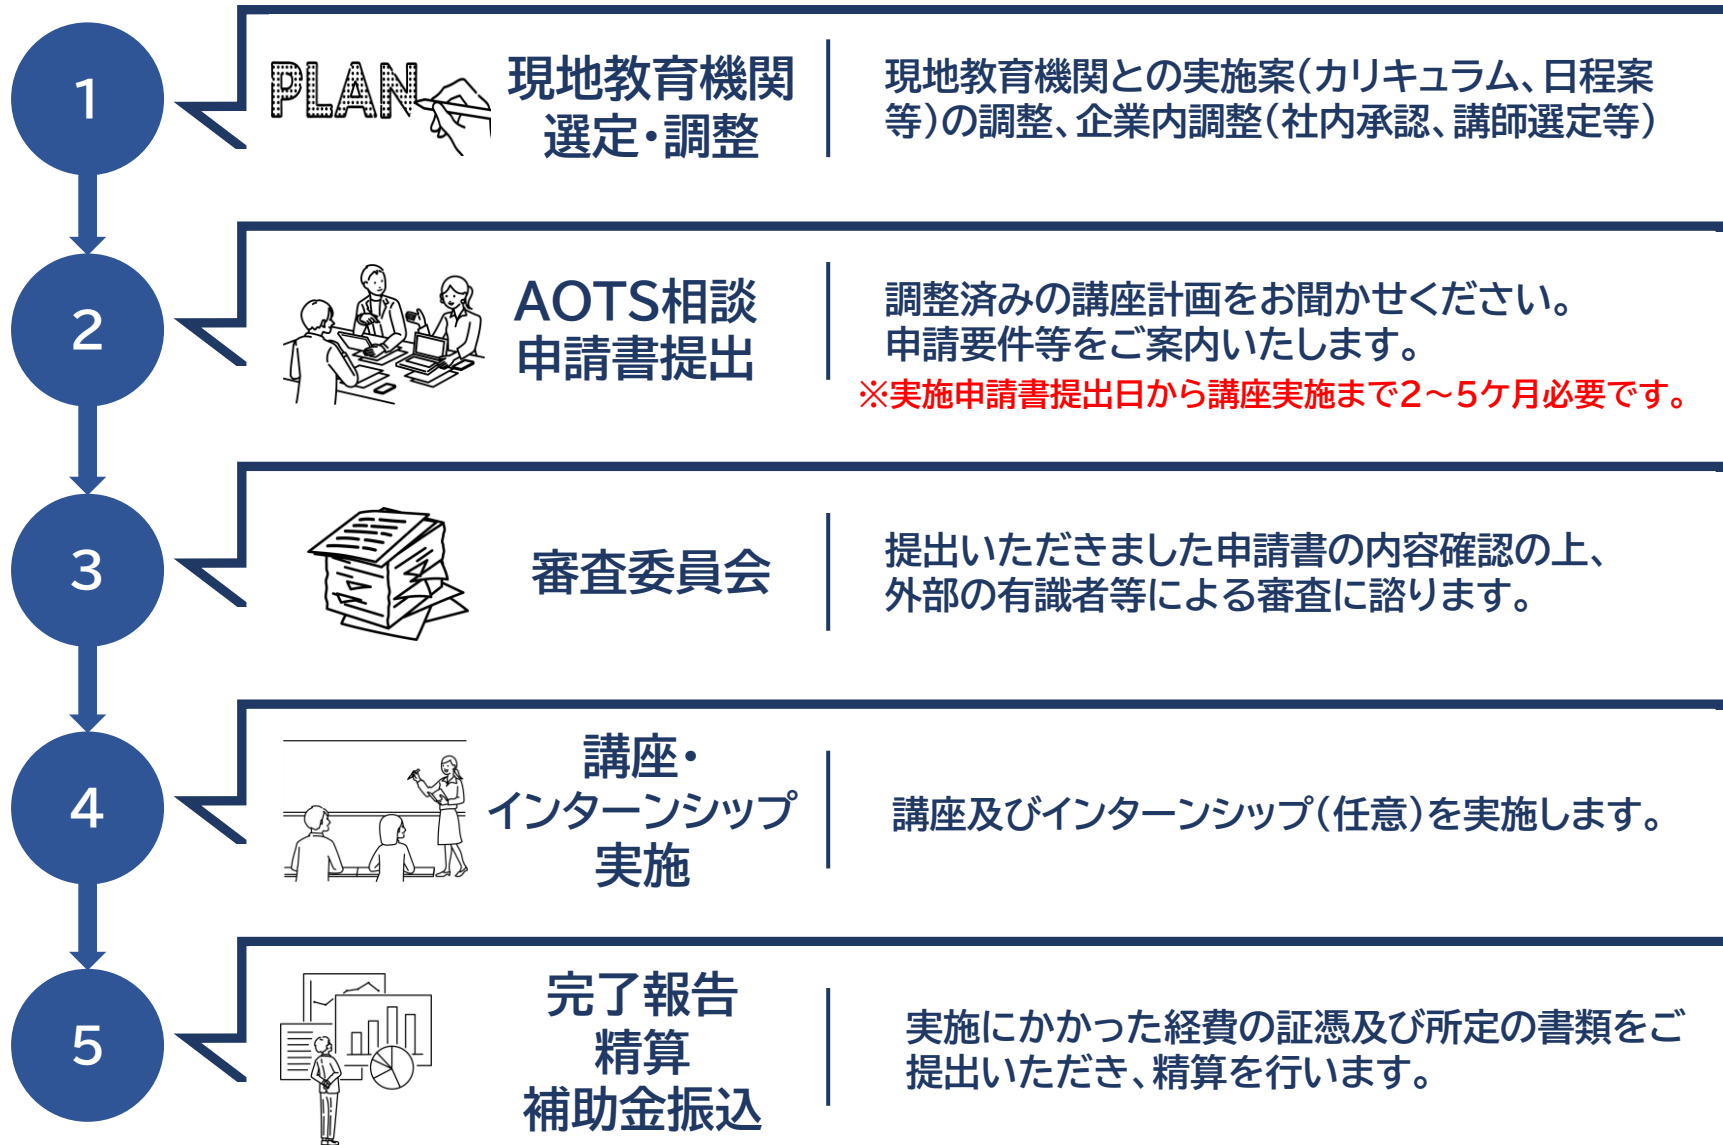 1
PLAN
現地教育機関
選定・調整
現地教育機関との実施案(カリキュラム、日程案
等)の調整、企業内調整(社内承認、講師選定等)
2
AOTS相談
申請書提出
調整済みの講座計画をお聞かせください。
申請要件等をご案内いたします。
※実施申請書提出日から講座実施まで2~5ケ月必要です。
3
審査委員会
提出いただきました申請書の内容確認の上、
外部の有識者等による審査に諮ります。
4
講座・
インターンシップ
実施
講座及びインターンシップ(任意)を実施します。
5
完了報告
精算
補助金振込
実施にかかった経費の証憑及び所定の書類をご
提出いただき、精算を行います。